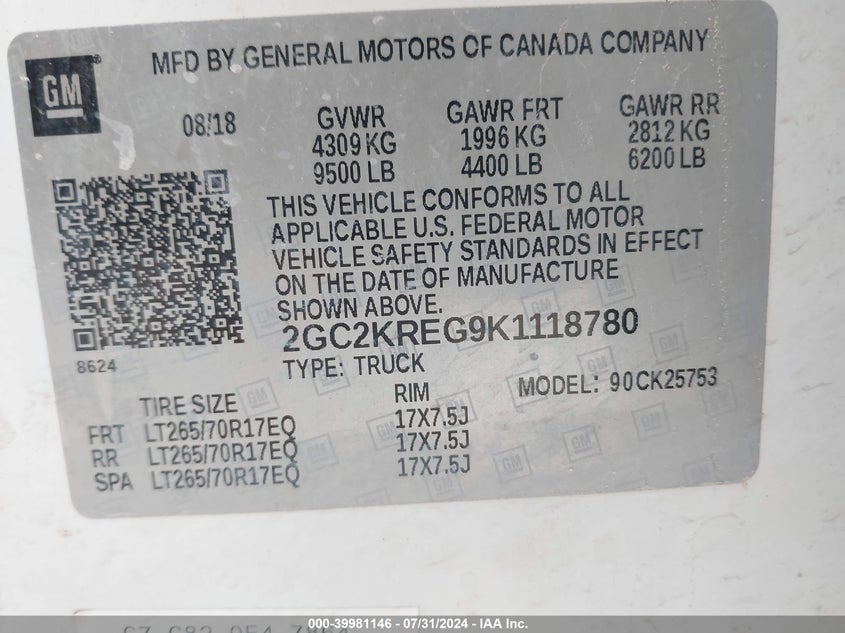 MFD BY GENERAL MOTORS OF CANADA COMPANY
GM
08/18
GVWR GAWR FRT GAWR RR
4309 KG 1996 KG 2812 KG
9500 LB 4400 LB 6200 LB
THIS VEHICLE CONFORMS TO ALL
APPLICABLE U.S. FEDERAL MOTOR
VEHICLE SAFETY STANDARDS IN EFFECT
ON THE DATE OF MANUFACTURE
SHOWN ABOVE.
2GC2KREG9K1118780
8624
TYPE: TRUCK MODEL: 90CK25753
TIRE SIZE RIM
FRT LT265/70R17EQ 17X7.5J
RR LT265/70R17EQ 17X7.5J
SPA LT265/70R17EQ 17X7.5J
000-39981146 - 07/31/2024 - IAA Inc.